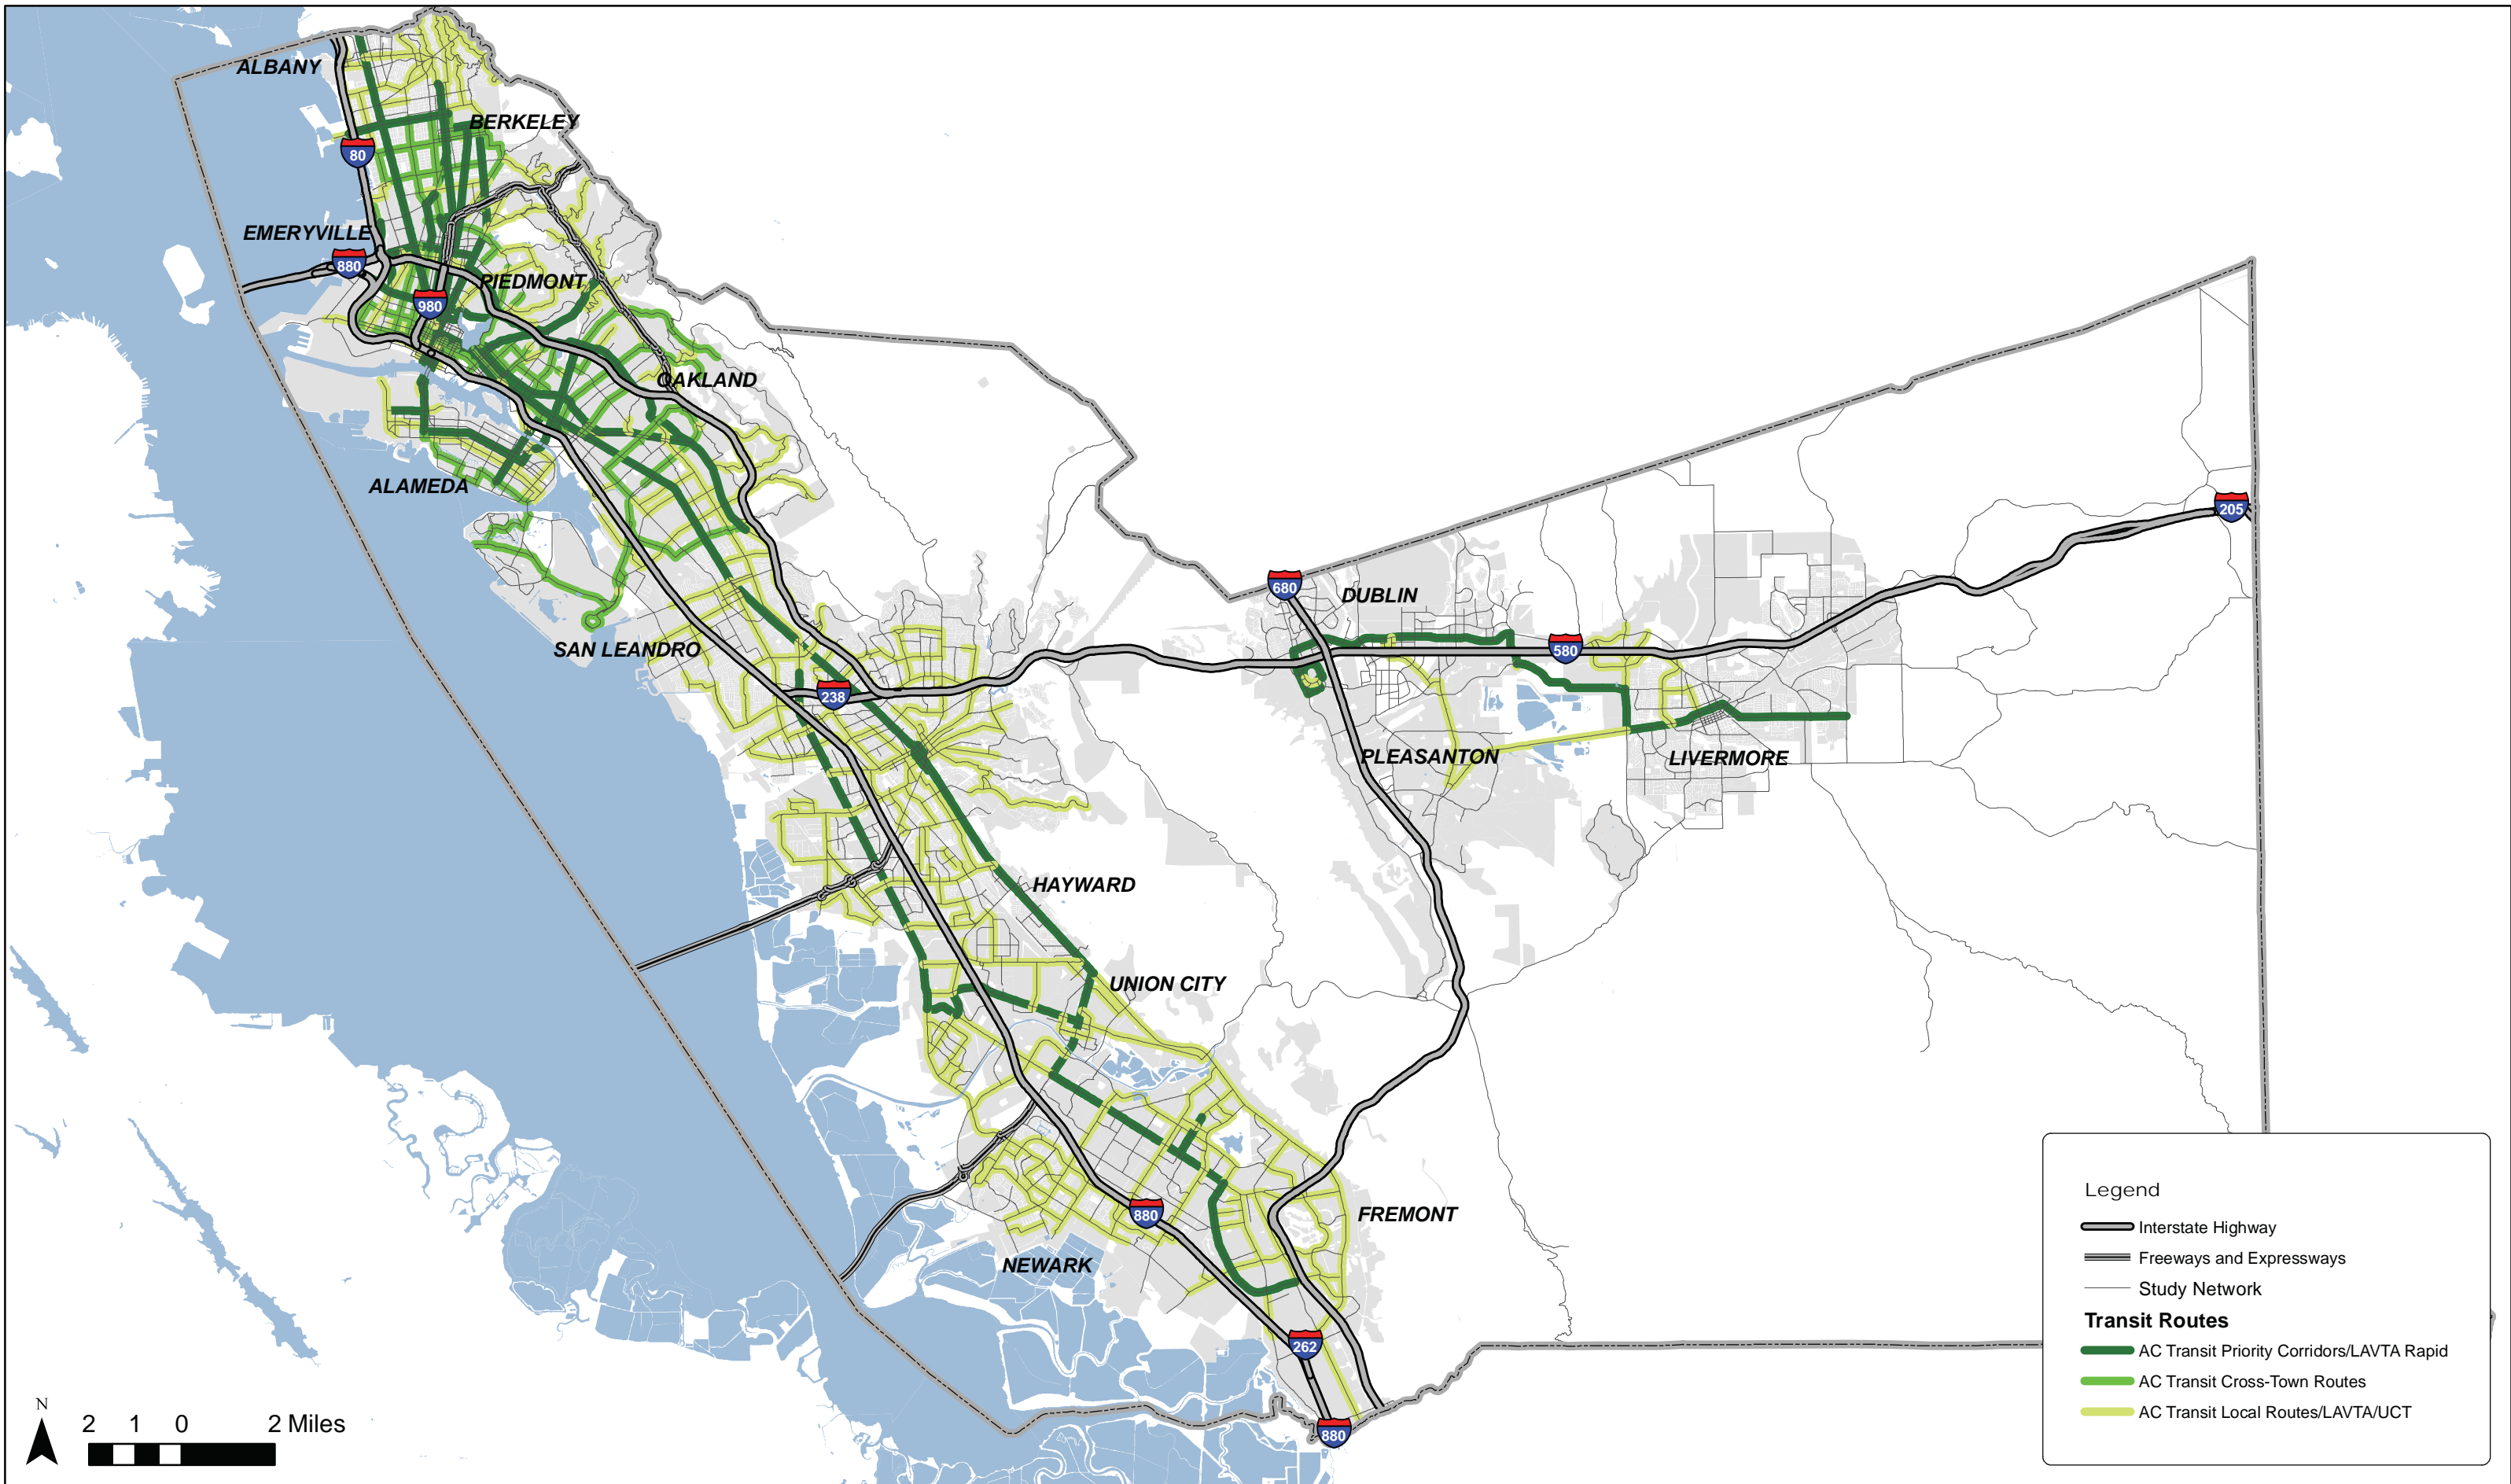 ALBANY
BERKELEY
80
EMERYVILLE
880
PIEDMONT
980
OAKLAND
ALAMEDA
205
680
DUBLIN
SAN LEANDRO
580
238
PLEASANTON
LIVERMORE
HAYWARD
UNION CITY
880
FREMONT
NEWARK
262
880
N
2 1 0 2 Miles
Legend
Interstate Highway
Freeways and Expressways
Study Network
Transit Routes
AC Transit Priority Corridors/LAVTA Rapid
AC Transit Cross-Town Routes
AC Transit Local Routes/LAVTA/UCT